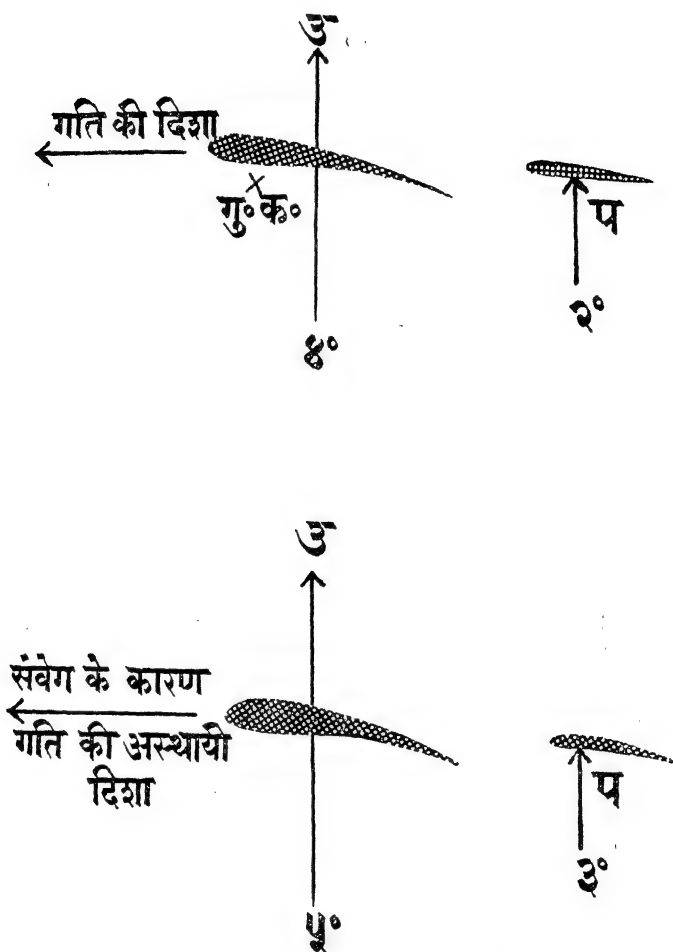 उ
गति की दिशा
गु॰ क॰
प
४°
२°
उ
संवेग के कारण
गति की अस्थायी
दिशा
प
३°
५°